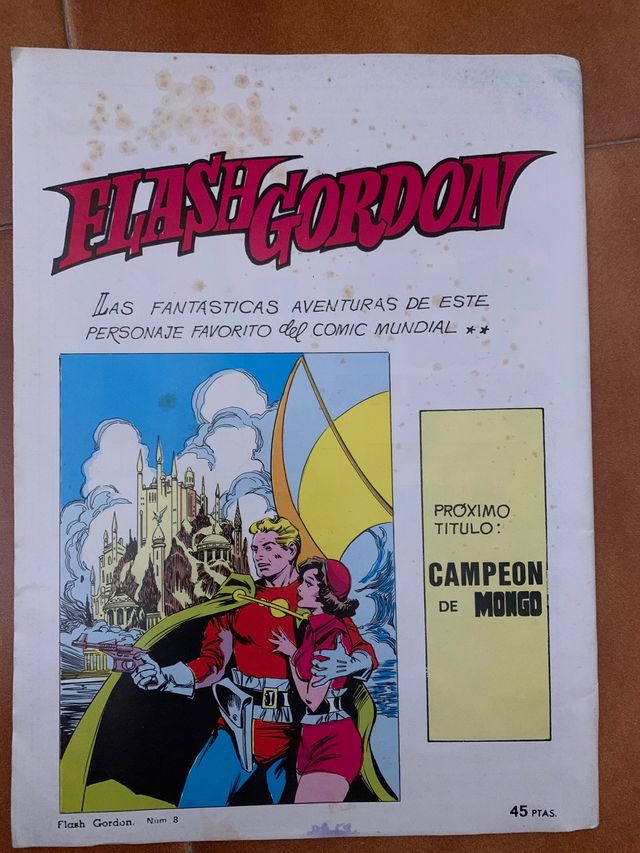 FLASH GORDON
LAS FANTASTICAS AVENTURAS DE ESTE
PERSONAJE FAVORITO del COMIC MUNDIAL **
PRÓXIMO
TITULO:
CAMPEON
DE MONGO
Flash Gordon. Núm 8
45 PTAS.